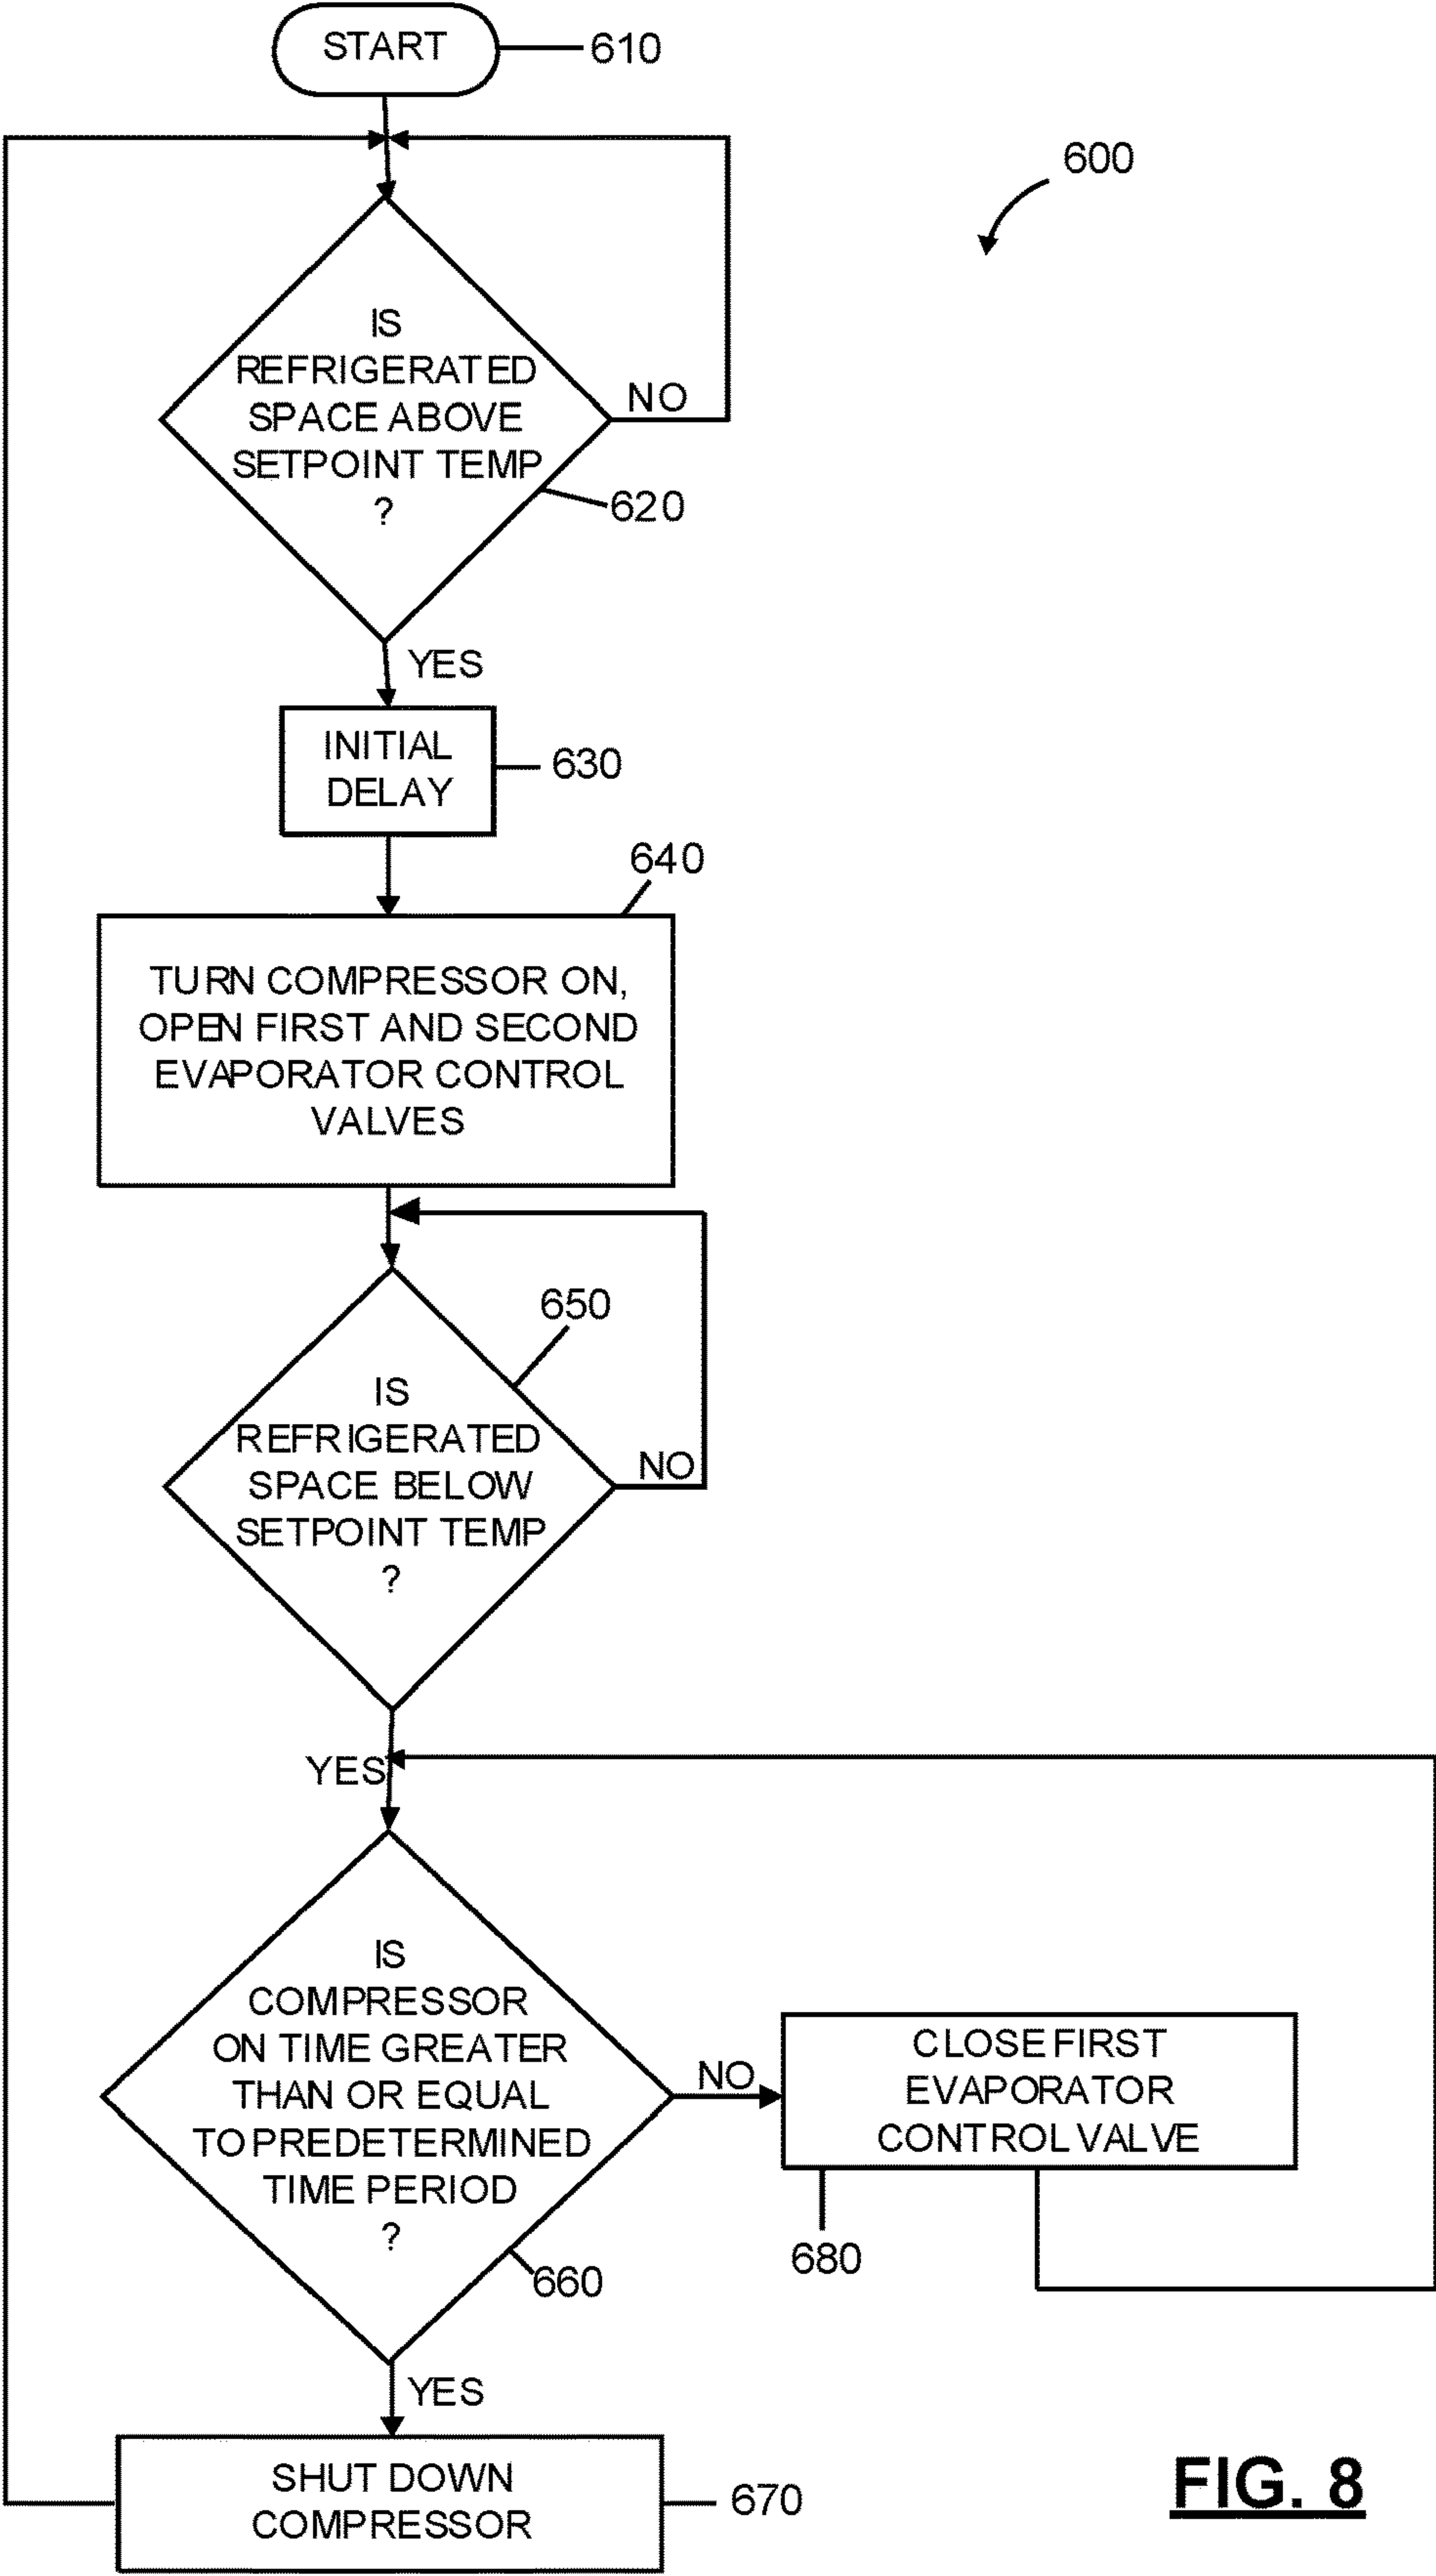 START
610
600
IS
REFRIGERATED
SPACE ABOVE
SETPOINT TEMP
?
NO
620
YES
INITIAL
DELAY
630
640
TURN COMPRESSOR ON,
OPEN FIRST AND SECOND
EVAPORATOR CONTROL
VALVES
650
IS
REFRIGERATED
SPACE BELOW
SETPOINT TEMP
?
NO
YES
IS
COMPRESSOR
ON TIME GREATER
THAN OR EQUAL
TO PREDETERMINED
TIME PERIOD
?
NO
660
CLOSE FIRST
EVAPORATOR
CONTROL VALVE
680
YES
SHUT DOWN
COMPRESSOR
670
FIG. 8